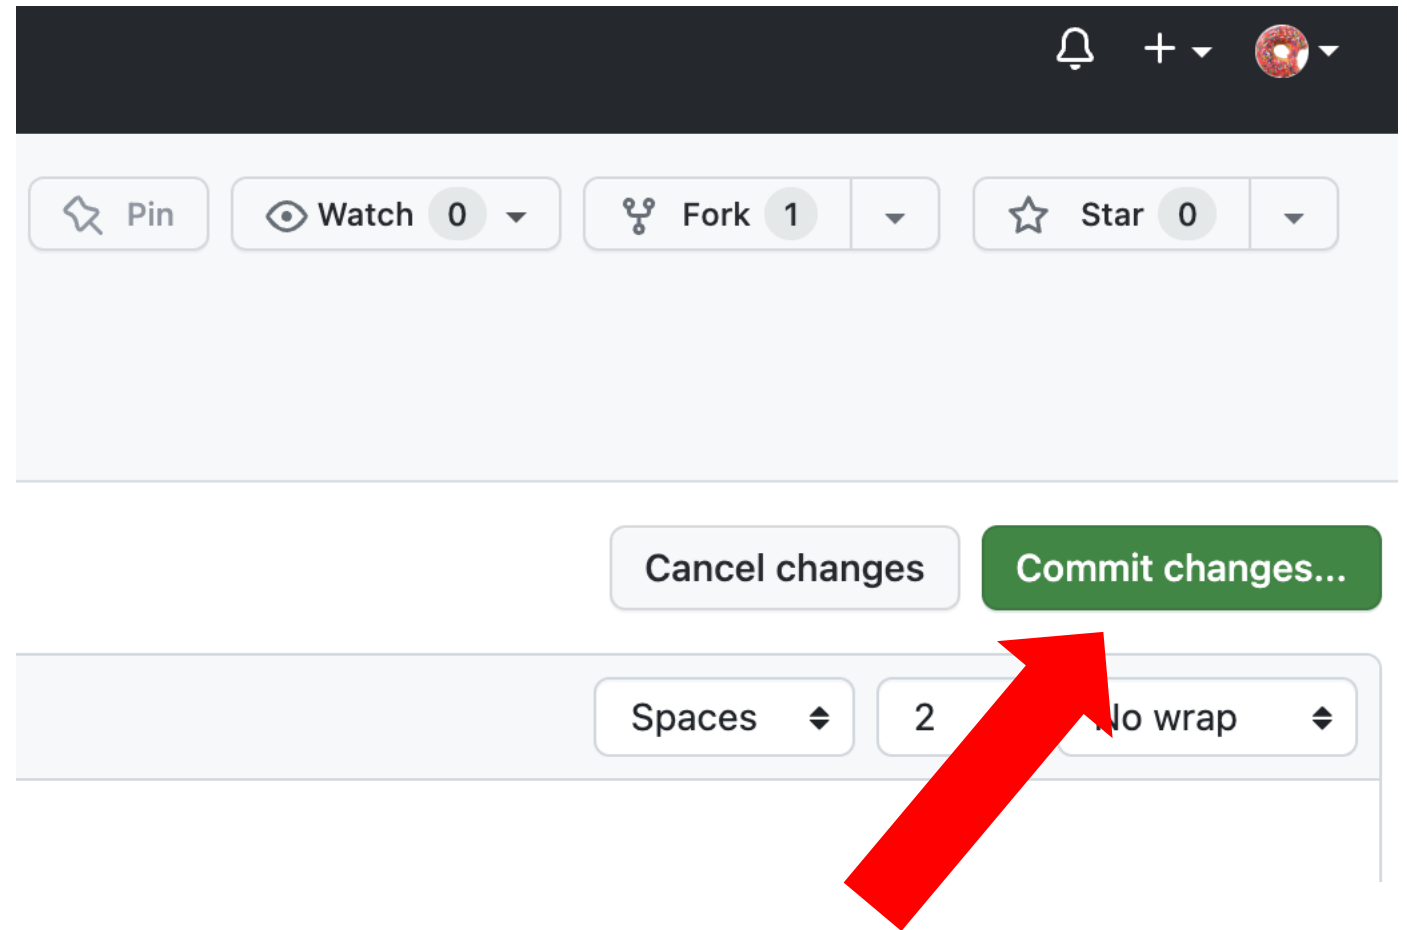 Pin Watch 0 Fork 1 Star 0
Cancel changes Commit changes...
Spaces 2 No wrap